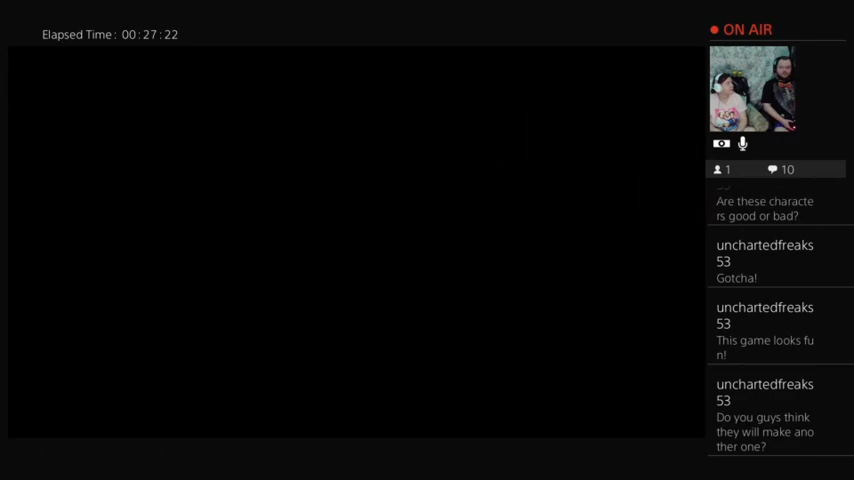 Elapsed Time: 00:27:22
ON AIR
1 10
Are these characte
rs good or bad?
unchartedfreaks
53
Gotcha!
unchartedfreaks
53
This game looks fu
n!
unchartedfreaks
53
Do you guys think
they will make ano
ther one?